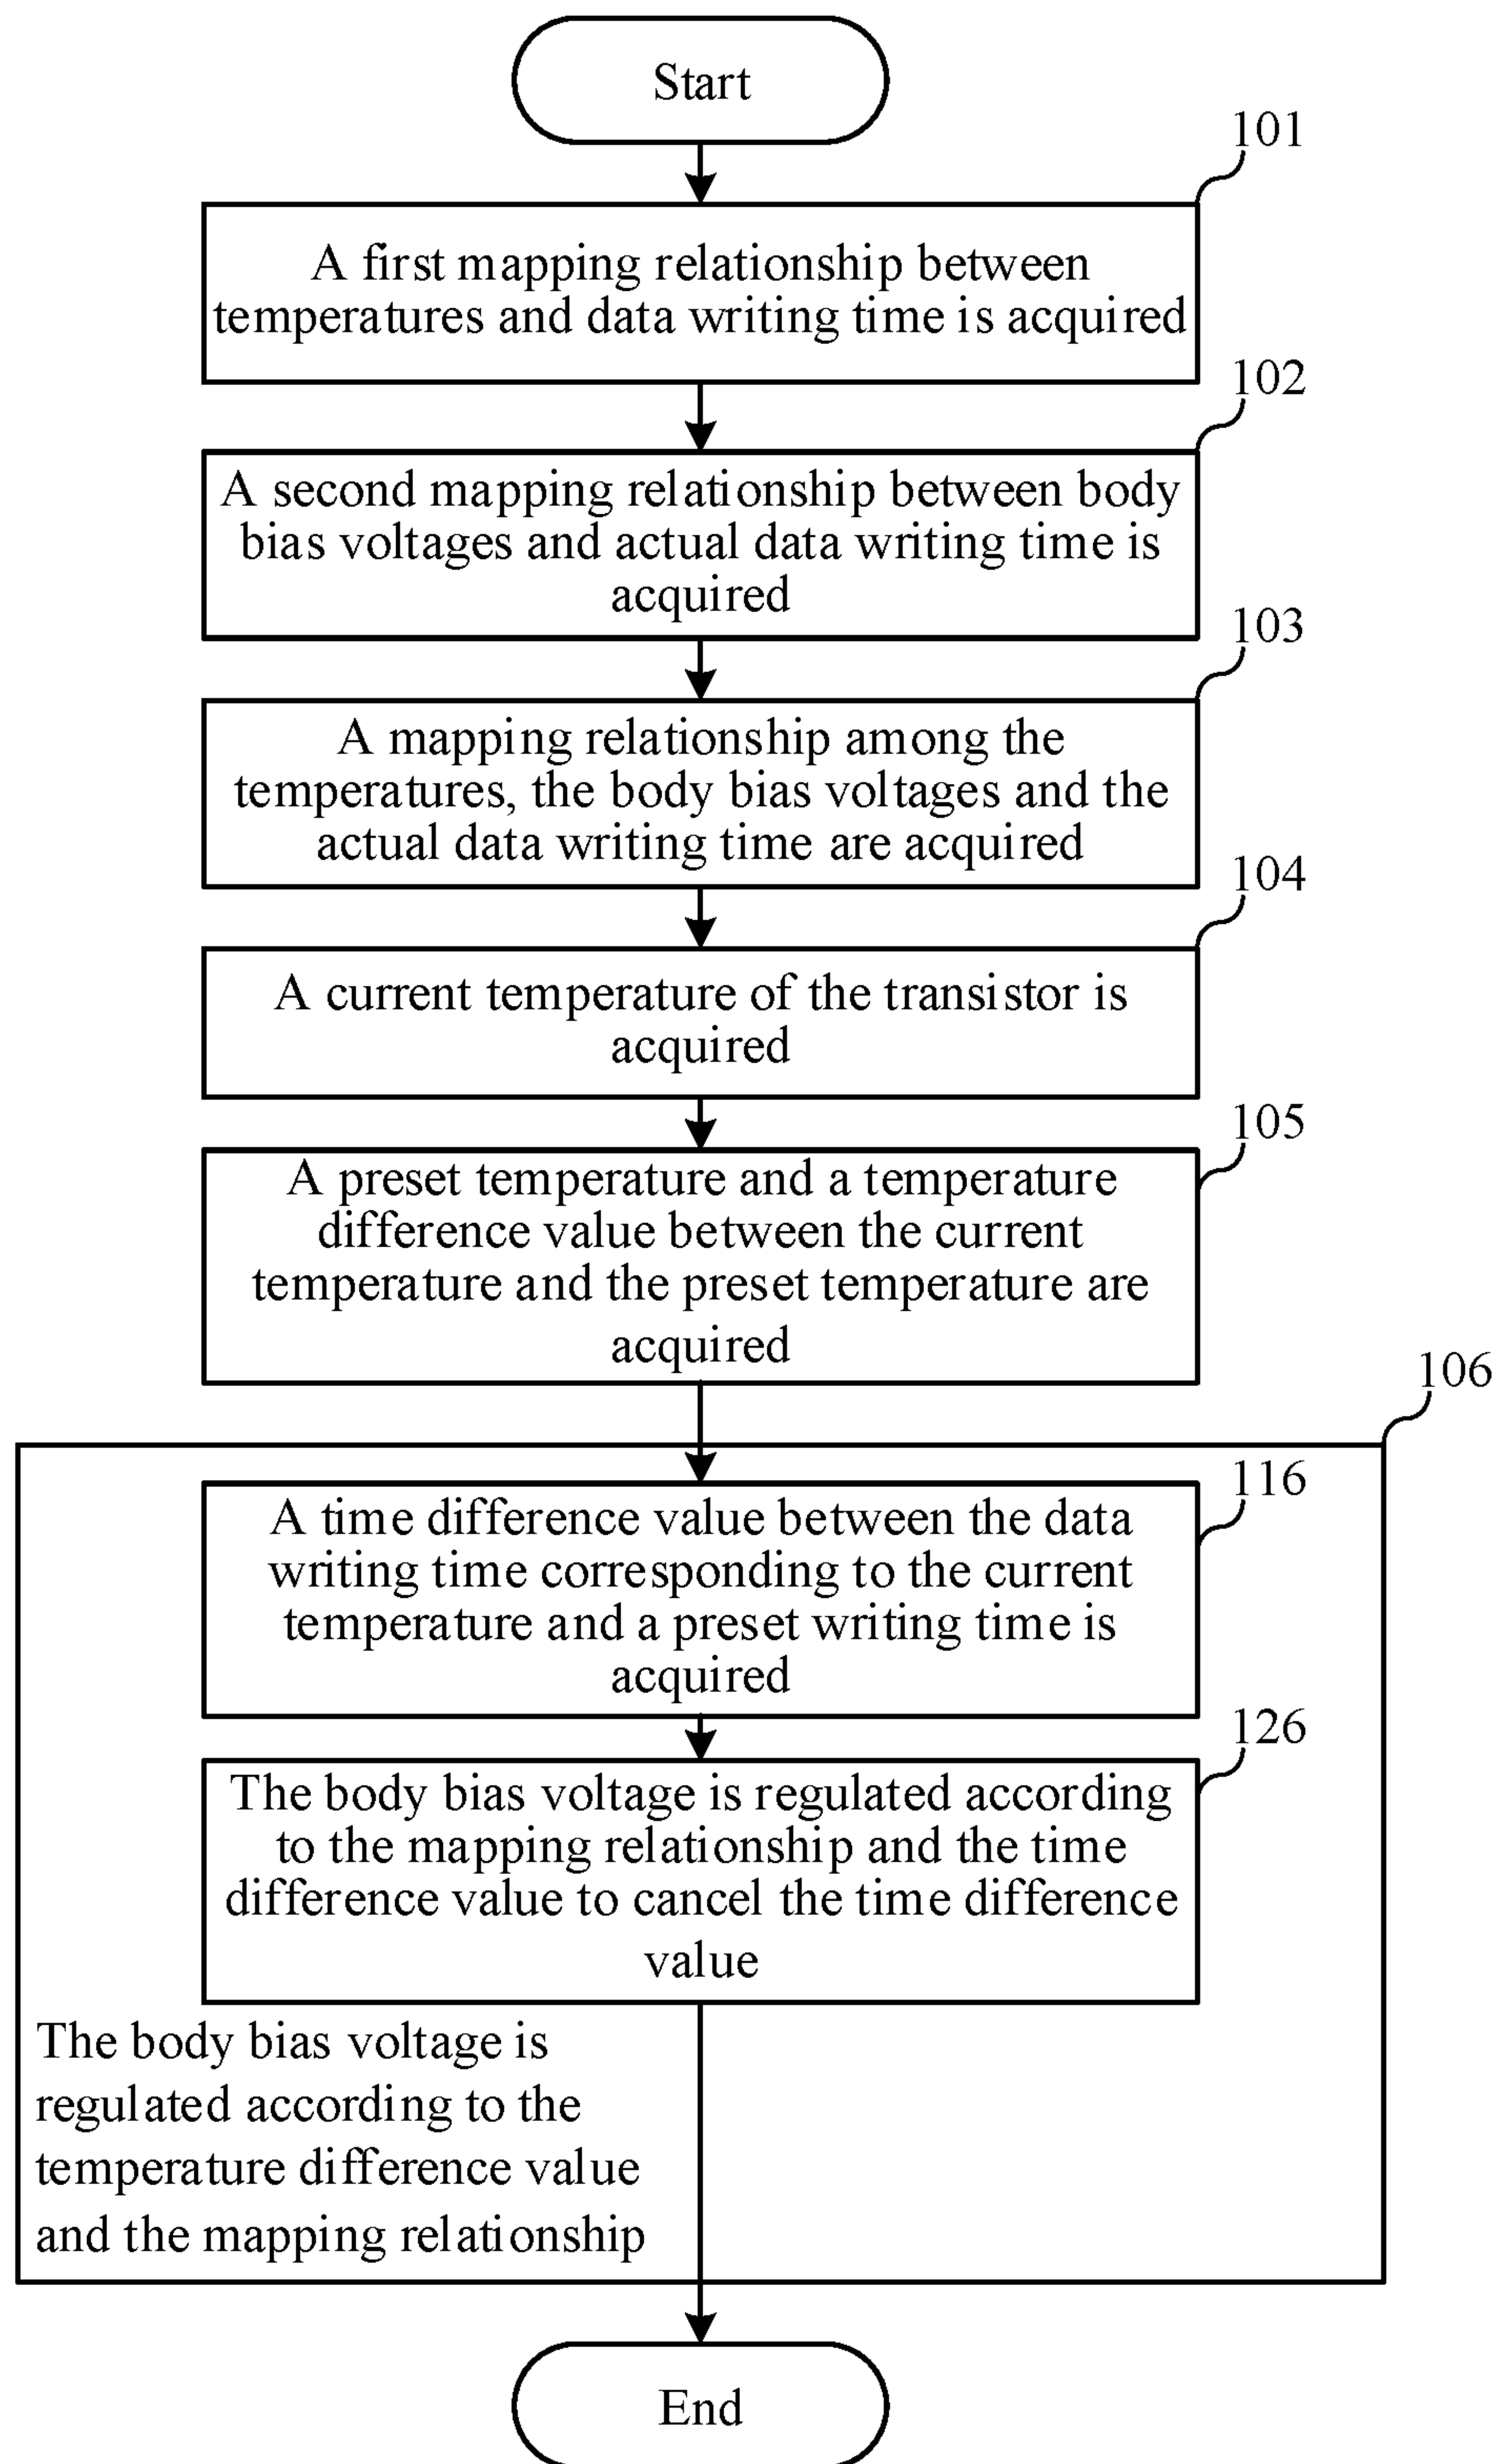 Start
101
A first mapping relationship between
temperatures and data writing time is acquired
102
A second mapping relationship between body
bias voltages and actual data writing time is
acquired
103
A mapping relationship among the
temperatures, the body bias voltages and the
actual data writing time are acquired
104
A current temperature of the transistor is
acquired
105
A preset temperature and a temperature
difference value between the current
temperature and the preset temperature are
acquired
106
116
A time difference value between the data
writing time corresponding to the current
temperature and a preset writing time is
acquired
126
The body bias voltage is regulated according
to the mapping relationship and the time
difference value to cancel the time difference
value
The body bias voltage is
regulated according to the
temperature difference value
and the mapping relationship
End